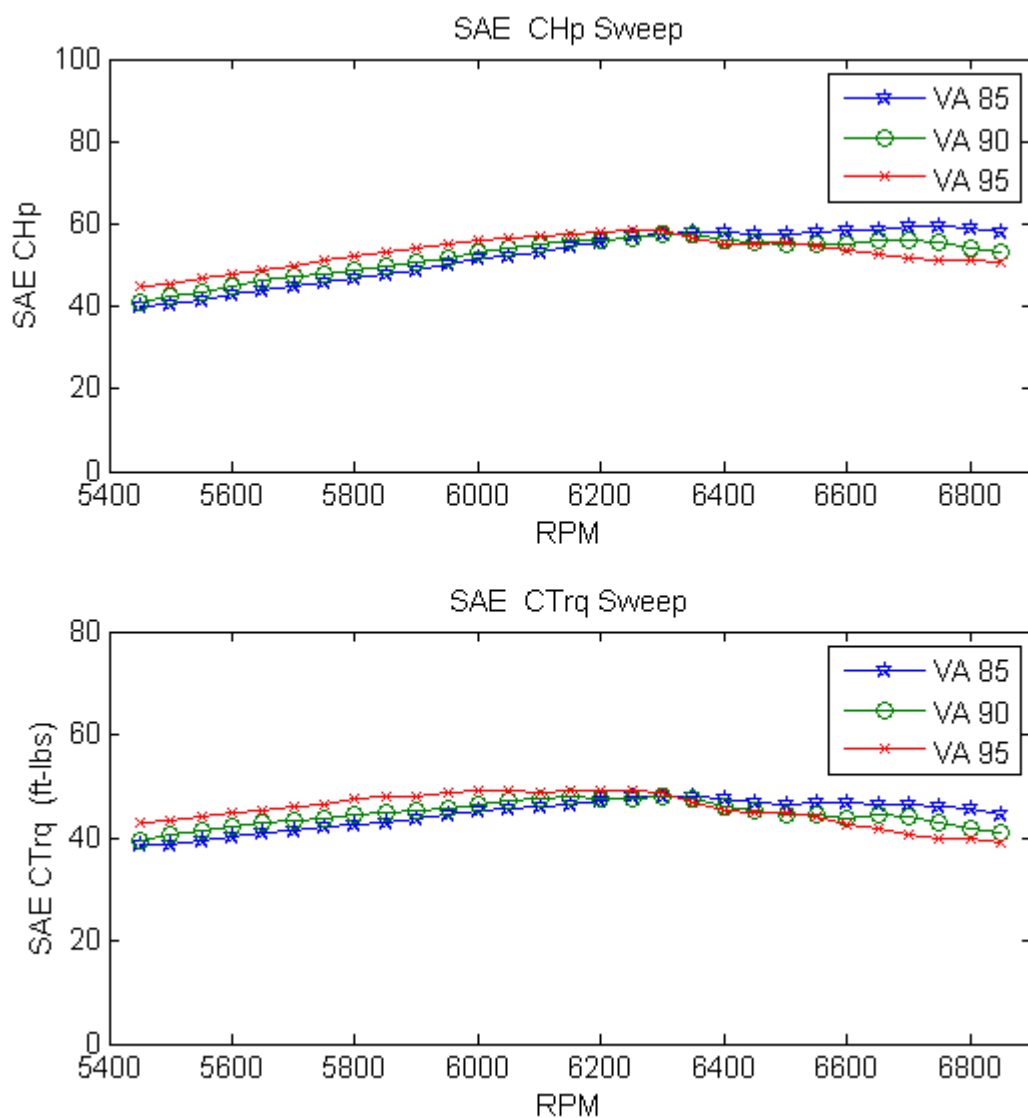 SAE CHp Sweep
100
80
60
40
20
0
SAE CHp
VA 85
VA 90
VA 95
5400 5600 5800 6000 6200 6400 6600 6800
RPM
SAE CTrq Sweep
80
60
40
20
0
SAE CTrq (ft-lbs)
VA 85
VA 90
VA 95
5400 5600 5800 6000 6200 6400 6600 6800
RPM